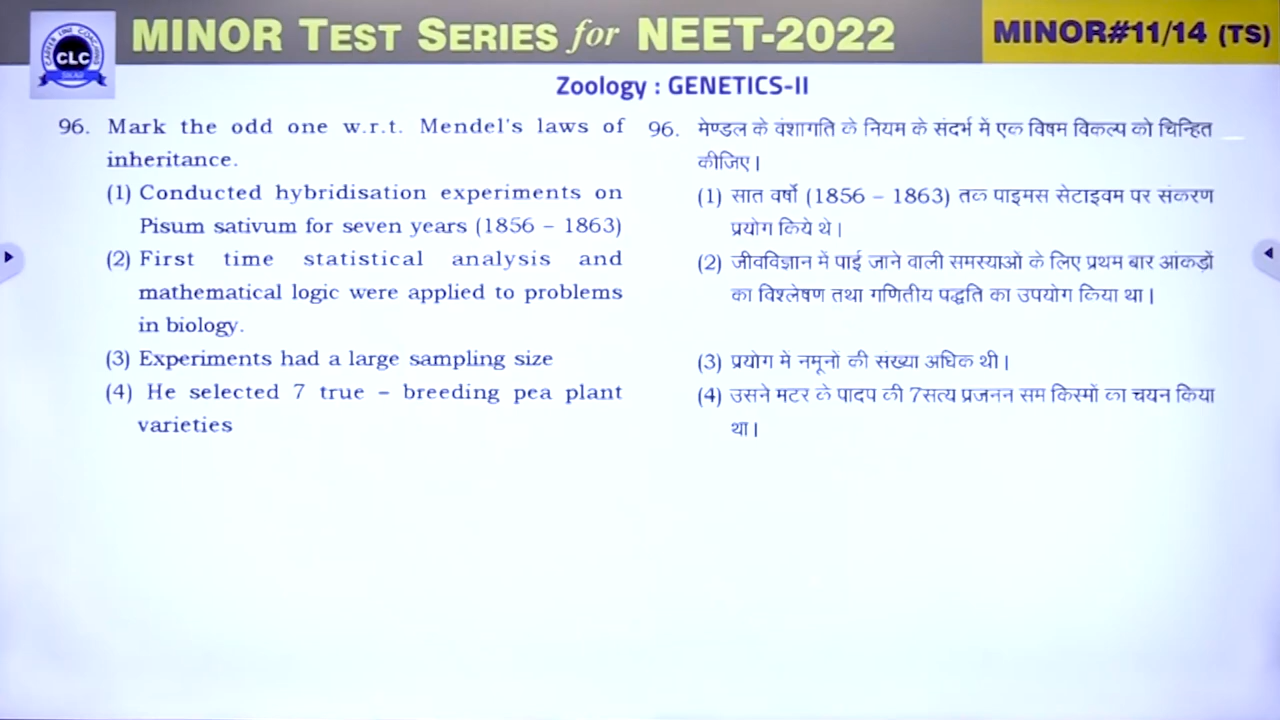 CAREER LINE COACHING
CLC
SIKAR
MINOR TEST SERIES for NEET-2022
MINOR#11/14 (TS)
Zoology : GENETICS-II
96. Mark the odd one w.r.t. Mendel's laws of
inheritance.
(1) Conducted hybridisation experiments on
Pisum sativum for seven years (1856 – 1863)
(2) First time statistical analysis and
mathematical logic were applied to problems
in biology.
(3) Experiments had a large sampling size
(4) He selected 7 true – breeding pea plant
varieties
96. मेण्डल के वंशागति के नियम के संदर्भ में एक विषम विकल्प को चिन्हित
कीजिए।
(1) सात वर्षों (1856 – 1863) तक पाइमस सेटाइवम पर संकरण
प्रयोग किये थे।
(2) जीवविज्ञान में पाई जाने वाली समस्याओं के लिए प्रथम बार आंकड़ों
का विश्लेषण तथा गणितीय पद्धति का उपयोग किया था।
(3) प्रयोग में नमूनों की संख्या अधिक थी।
(4) उसने मटर के पादप की 7सत्य प्रजनन सम किस्मों का चयन किया
था।